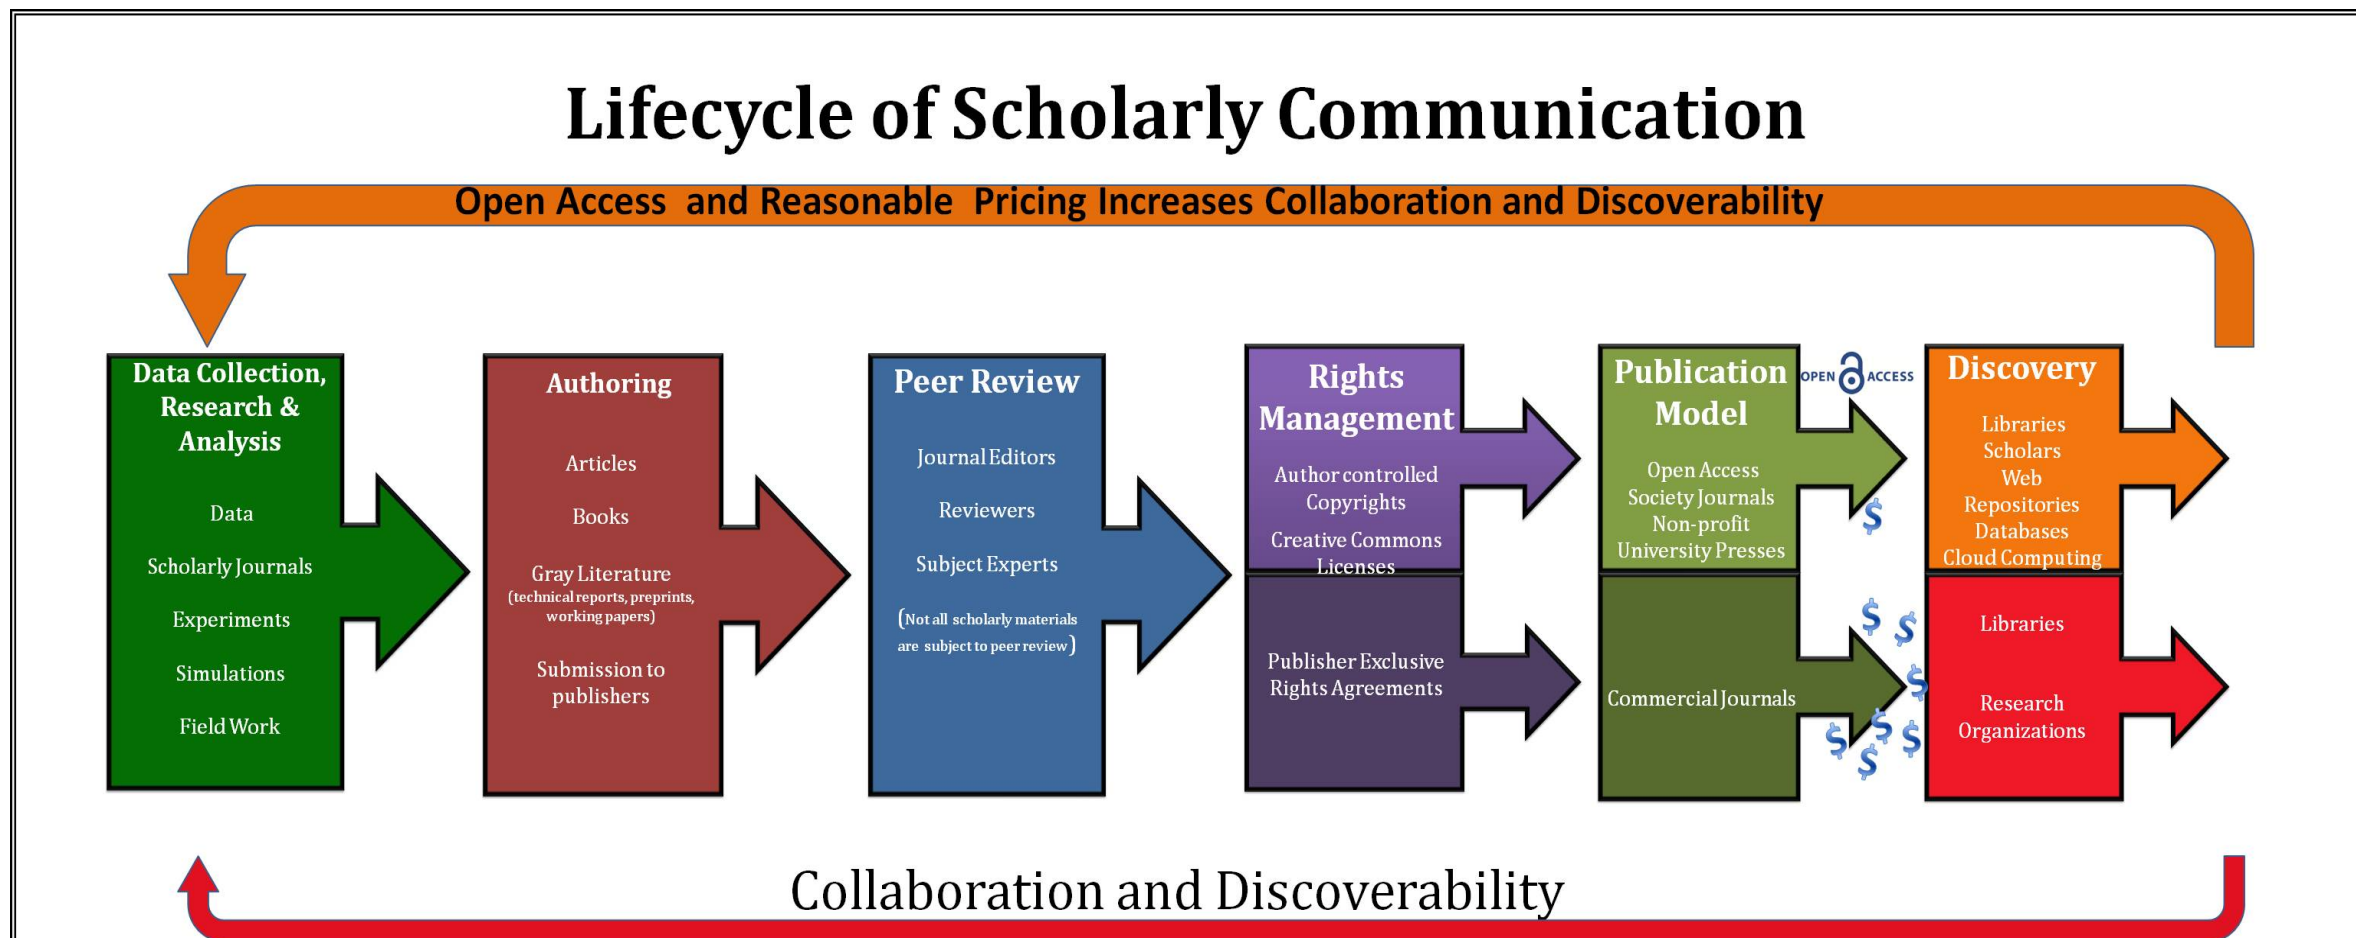 Lifecycle of Scholarly Communication
Open Access and Reasonable Pricing Increases Collaboration and Discoverability
Data Collection,
Research &
Analysis
Data
Scholarly Journals
Experiments
Simulations
Field Work
Authoring
Articles
Books
Gray Literature
(technical reports, preprints,
working papers)
Submission to
publishers
Peer Review
Journal Editors
Reviewers
Subject Experts
(Not all scholarly materials
are subject to peer review)
Rights
Management
Author controlled
Copyrights
Creative Commons
Licenses
Publisher Exclusive
Rights Agreements
Publication
Model
Open Access
Society Journals
Non-profit
University Presses
Commercial Journals
OPEN ACCESS
$
$ $
$
$ $ $
$
Discovery
Libraries
Scholars
Web
Repositories
Databases
Cloud Computing
Libraries
Research
Organizations
Collaboration and Discoverability